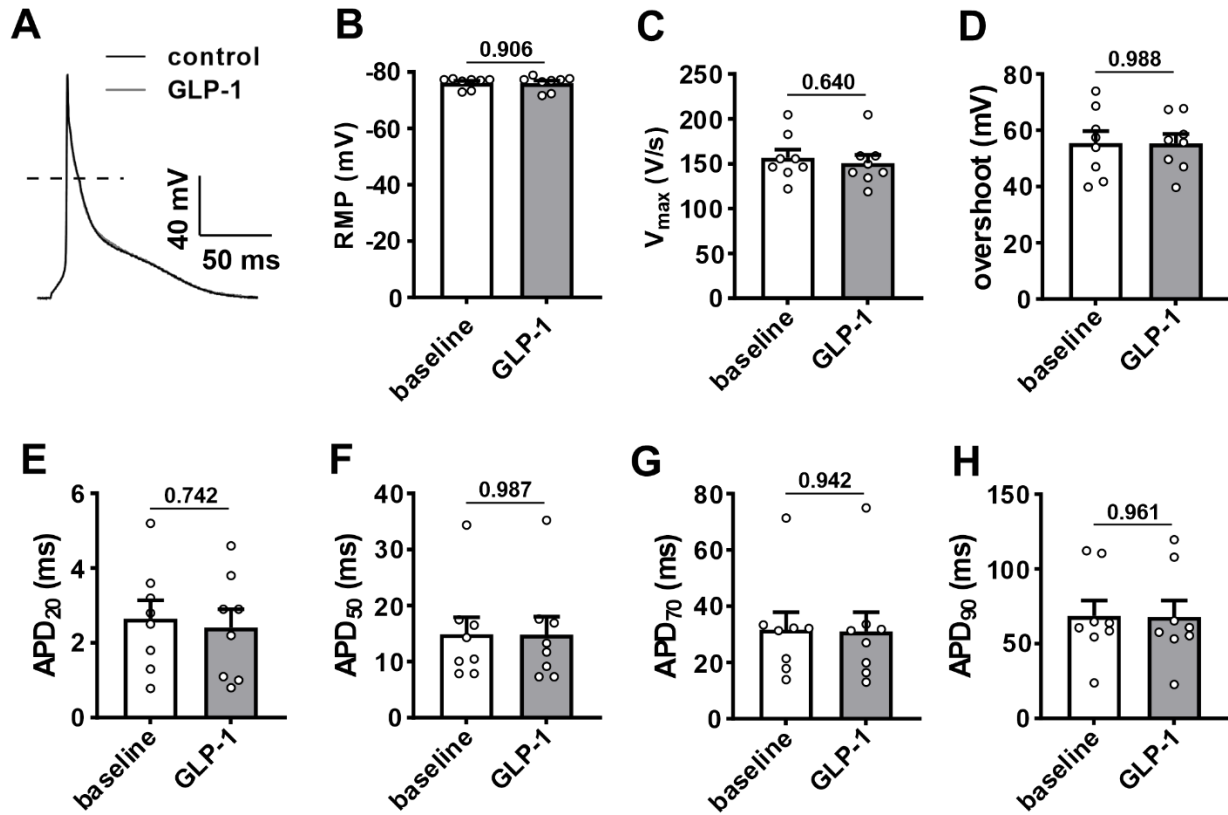 A
control
GLP-1
40 mV
50 ms
B
0.906
RMP (mV)
-80
-60
-40
-20
0
baseline
GLP-1
C
0.640
Vmax (V/s)
250
200
150
100
50
0
baseline
GLP-1
D
0.988
overshoot (mV)
80
60
40
20
0
baseline
GLP-1
E
0.742
APD20 (ms)
6
4
2
0
baseline
GLP-1
F
0.987
APD50 (ms)
40
30
20
10
0
baseline
GLP-1
G
0.942
APD70 (ms)
80
60
40
20
0
baseline
GLP-1
H
0.961
APD90 (ms)
150
100
50
0
baseline
GLP-1